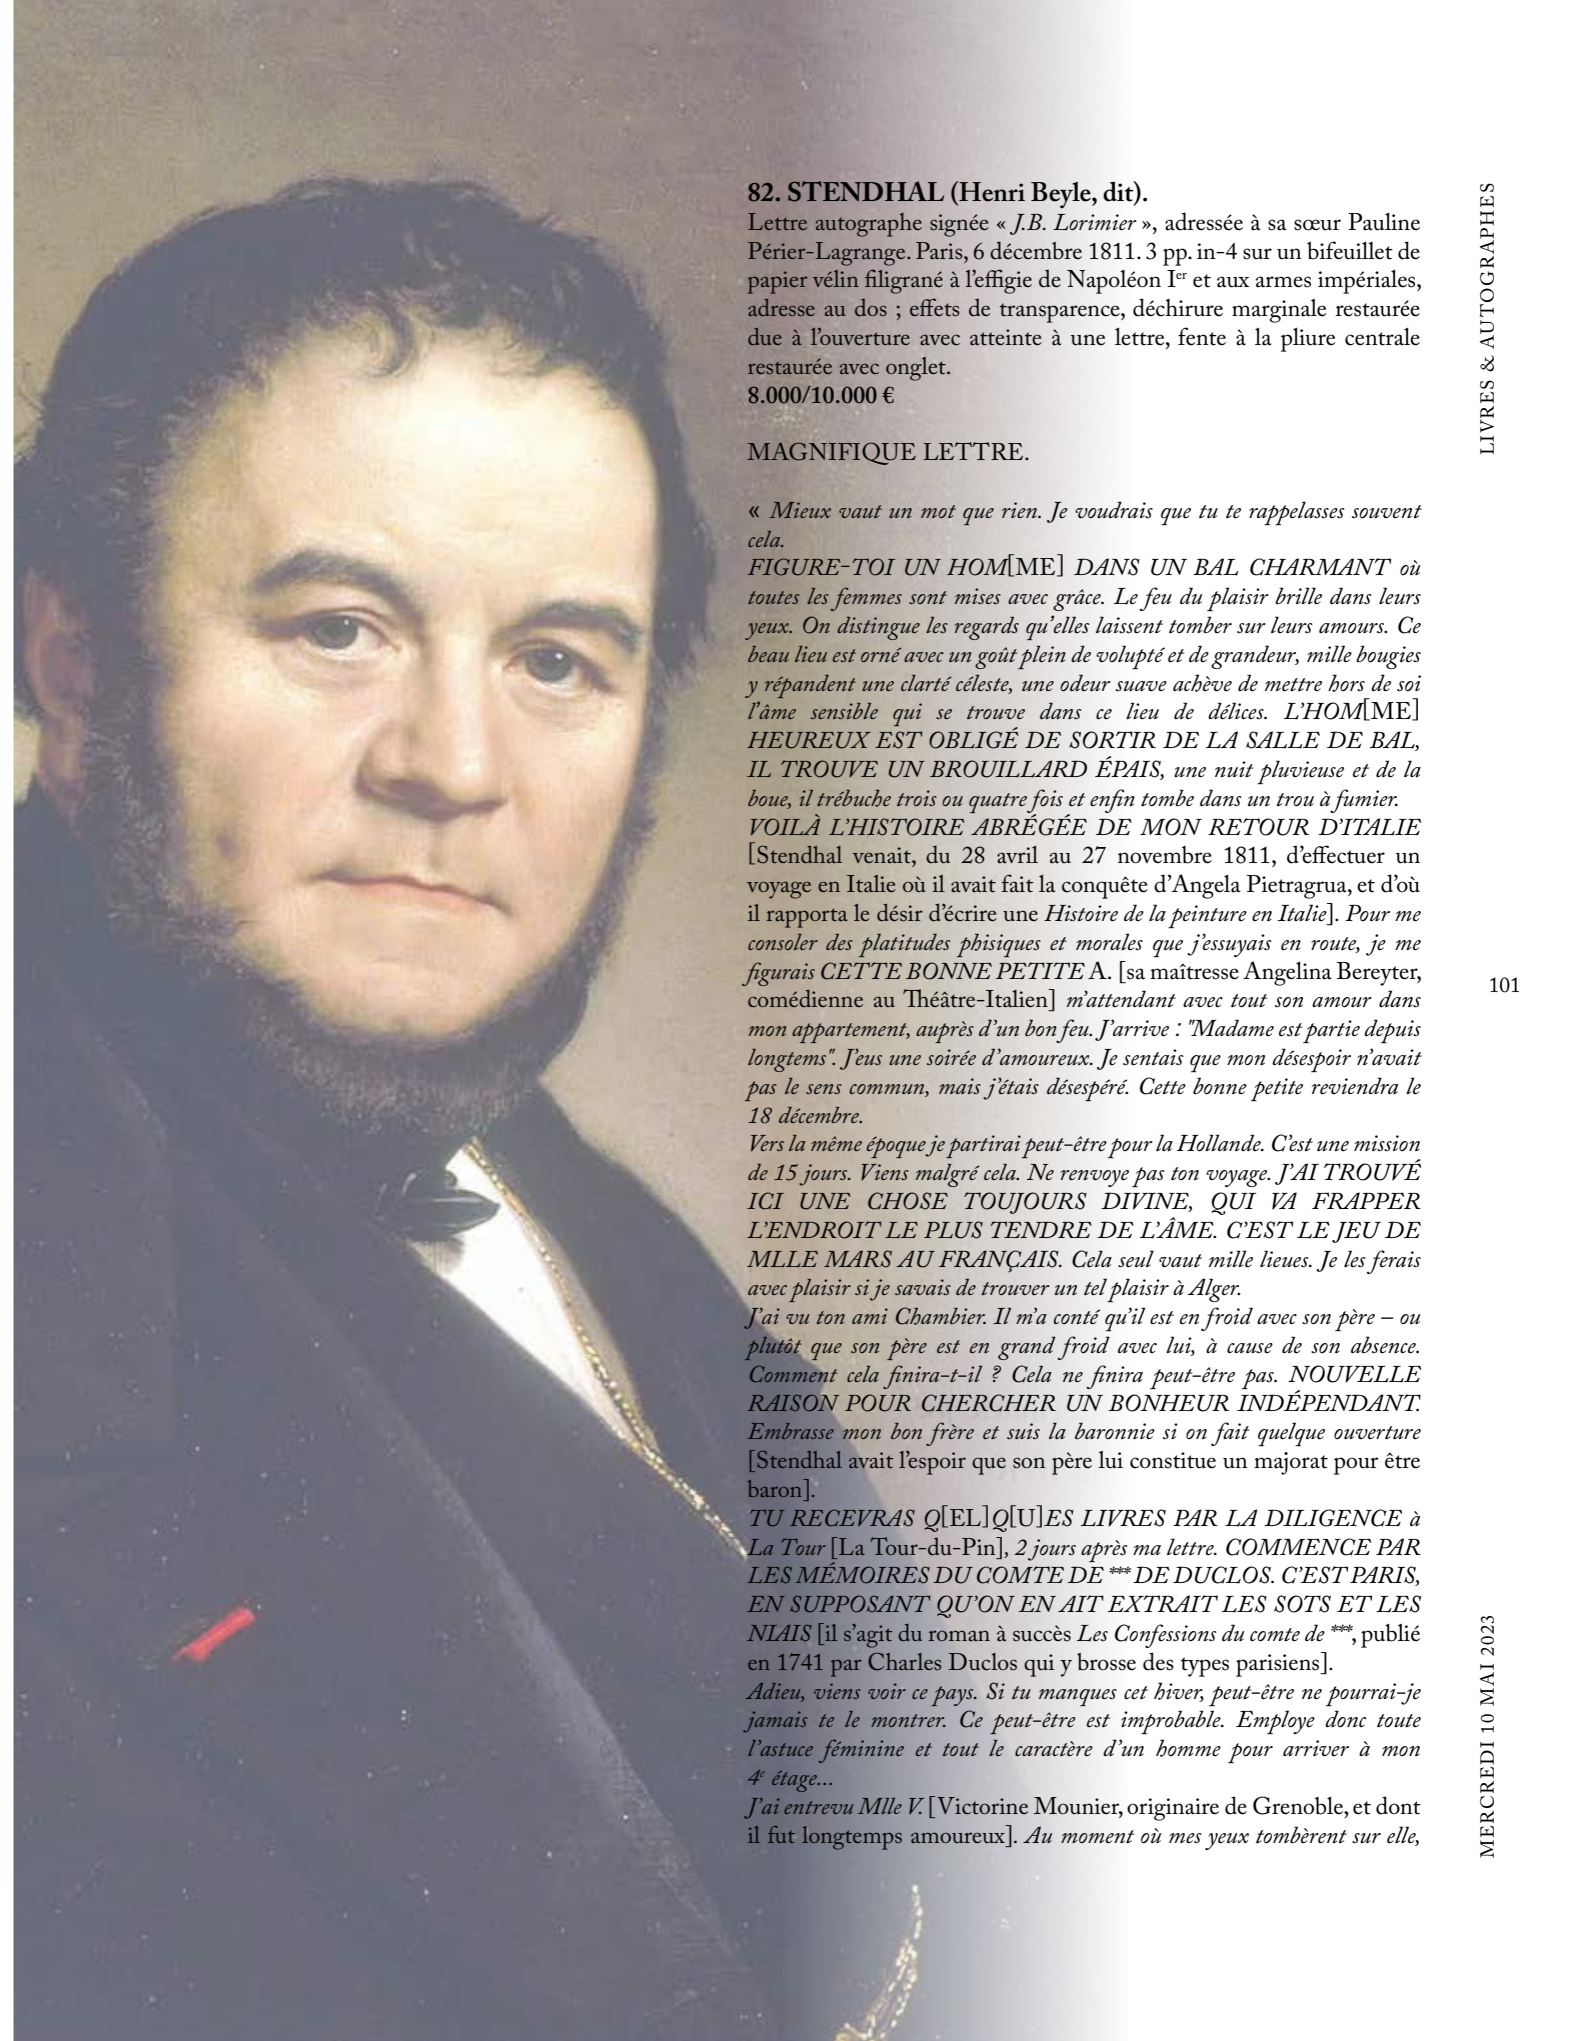 82. STENDHAL (Henri Beyle, dit).
Lettre autographe signée « J.B. Lorimier », adressée à sa sœur Pauline
Périer-Lagrange. Paris, 6 décembre 1811. 3 pp. in-4 sur un bifeuillet de
papier vélin filigrané à l’effigie de Napoléon Ier et aux armes impériales,
adresse au dos ; effets de transparence, déchirure marginale restaurée
due à l’ouverture avec atteinte à une lettre, fente à la pliure centrale
restaurée avec onglet.
8.000/10.000 €
MAGNIFIQUE LETTRE.
« Mieux vaut un mot que rien. Je voudrais que tu te rappelasses souvent
cela.
FIGURE-TOI UN HOM[ME] DANS UN BAL CHARMANT où
toutes les femmes sont mises avec grâce. Le feu du plaisir brille dans leurs
yeux. On distingue les regards qu’elles laissent tomber sur leurs amours. Ce
beau lieu est orné avec un goût plein de volupté et de grandeur, mille bougies
y répandent une clarté céleste, une odeur suave achève de mettre hors de soi
l’âme sensible qui se trouve dans ce lieu de délices. L’HOM[ME]
HEUREUX EST OBLIGÉ DE SORTIR DE LA SALLE DE BAL,
IL TROUVE UN BROUILLARD ÉPAIS, une nuit pluvieuse et de la
boue, il trébuche trois ou quatre fois et enfin tombe dans un trou à fumier.
VOILÀ L’HISTOIRE ABRÉGÉE DE MON RETOUR D’ITALIE
[Stendhal venait, du 28 avril au 27 novembre 1811, d’effectuer un
voyage en Italie où il avait fait la conquête d’Angela Pietragrua, et d’où
il rapporta le désir d’écrire une Histoire de la peinture en Italie]. Pour me
consoler des platitudes phisiques et morales que j’essuyais en route, je me
figurais CETTE BONNE PETITE A. [sa maîtresse Angelina Bereyter,
comédienne au Théâtre-Italien] m’attendant avec tout son amour dans
mon appartement, auprès d’un bon feu. J’arrive : "Madame est partie depuis
longtems". J’eus une soirée d’amoureux. Je sentais que mon désespoir n’avait
pas le sens commun, mais j’étais désespéré. Cette bonne petite reviendra le
18 décembre.
Vers la même époque je partirai peut-être pour la Hollande. C’est une mission
de 15 jours. Viens malgré cela. Ne renvoye pas ton voyage. J’AI TROUVÉ
ICI UNE CHOSE TOUJOURS DIVINE, QUI VA FRAPPER
L’ENDROIT LE PLUS TENDRE DE L’ÂME. C’EST LE JEU DE
MLLE MARS AU FRANÇAIS. Cela seul vaut mille lieues. Je les ferais
avec plaisir si je savais de trouver un tel plaisir à Alger.
J’ai vu ton ami Chambier. Il m’a conté qu’il est en froid avec son père – ou
plutôt que son père est en grand froid avec lui, à cause de son absence.
Comment cela finira-t-il ? Cela ne finira peut-être pas. NOUVELLE
RAISON POUR CHERCHER UN BONHEUR INDÉPENDANT.
Embrasse mon bon frère et suis la baronnie si on fait quelque ouverture
[Stendhal avait l’espoir que son père lui constitue un majorat pour être
baron].
TU RECEVRAS Q[EL]Q[U]ES LIVRES PAR LA DILIGENCE à
La Tour [La Tour-du-Pin], 2 jours après ma lettre. COMMENCE PAR
LES MÉMOIRES DU COMTE DE *** DE DUCLOS. C’EST PARIS,
EN SUPPOSANT QU’ON EN AIT EXTRAIT LES SOTS ET LES
NIAIS [il s’agit du roman à succès Les Confessions du comte de ***, publié
en 1741 par Charles Duclos qui y brosse des types parisiens].
Adieu, viens voir ce pays. Si tu manques cet hiver, peut-être ne pourrai-je
jamais te le montrer. Ce peut-être est improbable. Employe donc toute
l’astuce féminine et tout le caractère d’un homme pour arriver à mon
4e étage...
J’ai entrevu Mlle V. [Victorine Mounier, originaire de Grenoble, et dont
il fut longtemps amoureux]. Au moment où mes yeux tombèrent sur elle,
LIVRES & AUTOGRAPHES
101
MERCREDI 10 MAI 2023